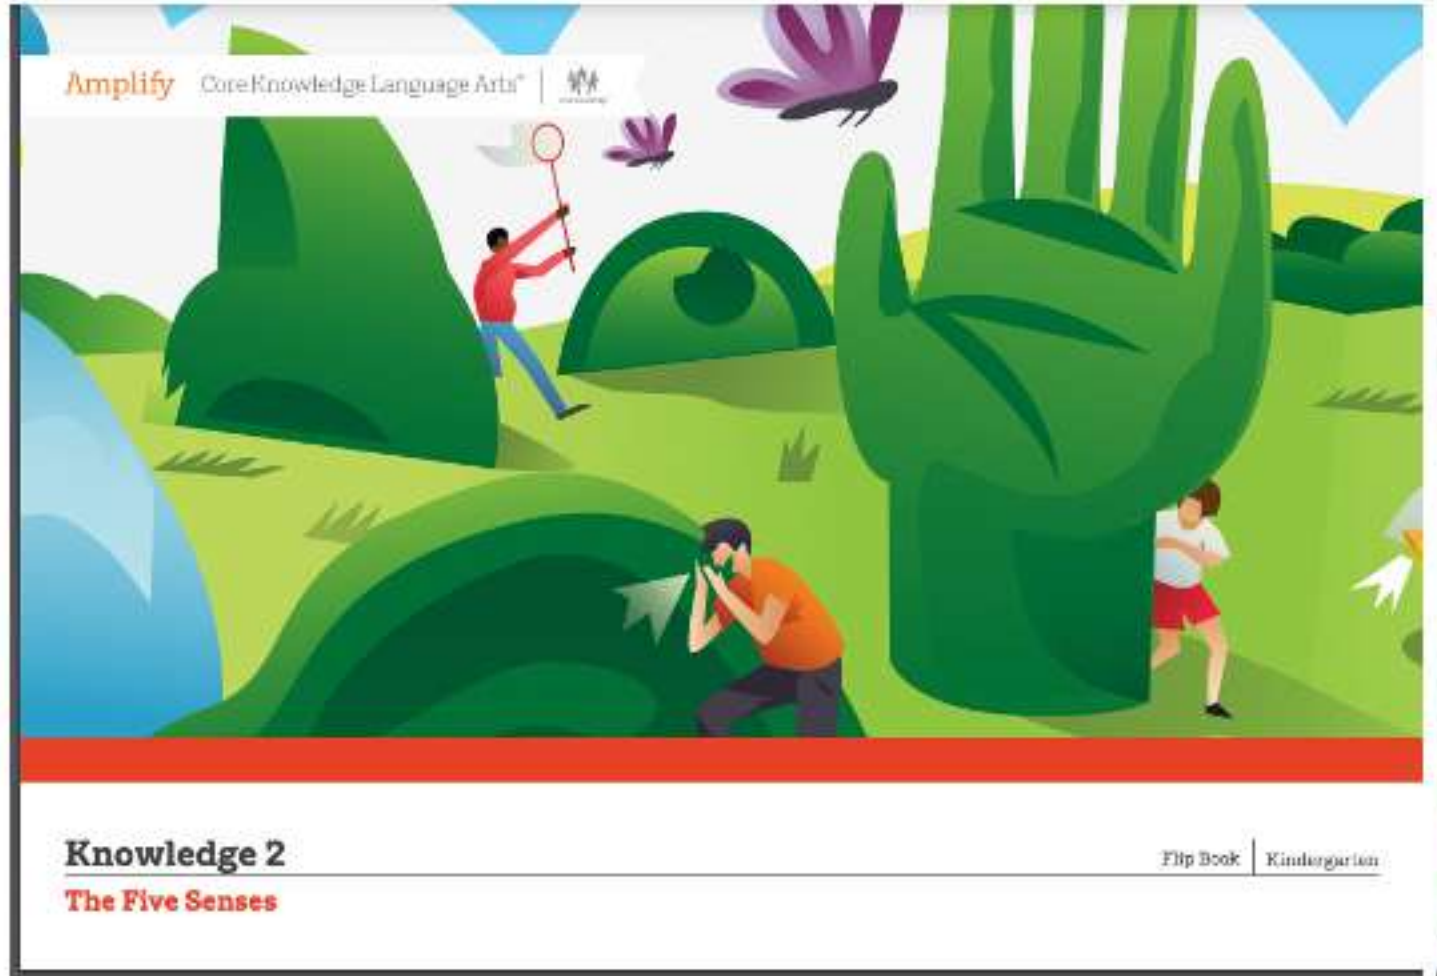 Amplify Core Knowledge Language Arts®
Knowledge 2
Flip Book | Kindergarten
The Five Senses